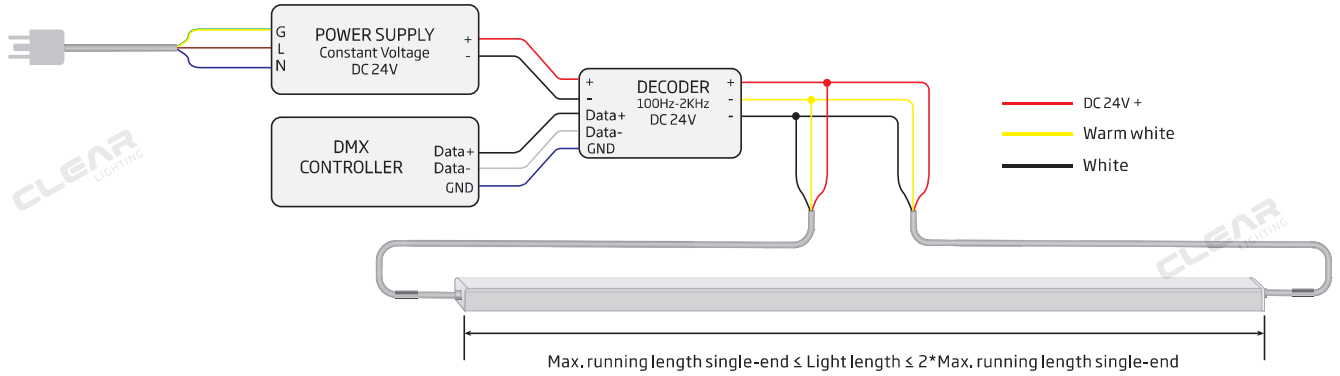 G
L
N
POWER SUPPLY
Constant Voltage
DC 24V
+
-
DMX
CONTROLLER
Data+
Data-
GND
+
-
Data+
Data-
GND
DECODER
100Hz-2KHz
DC 24V
+
-
-
DC 24V +
Warm white
White
CLEAR
LIGHTING
CLEAR
LIGHTING
Max. running length single-end ≤ Light length ≤ 2*Max. running length single-end